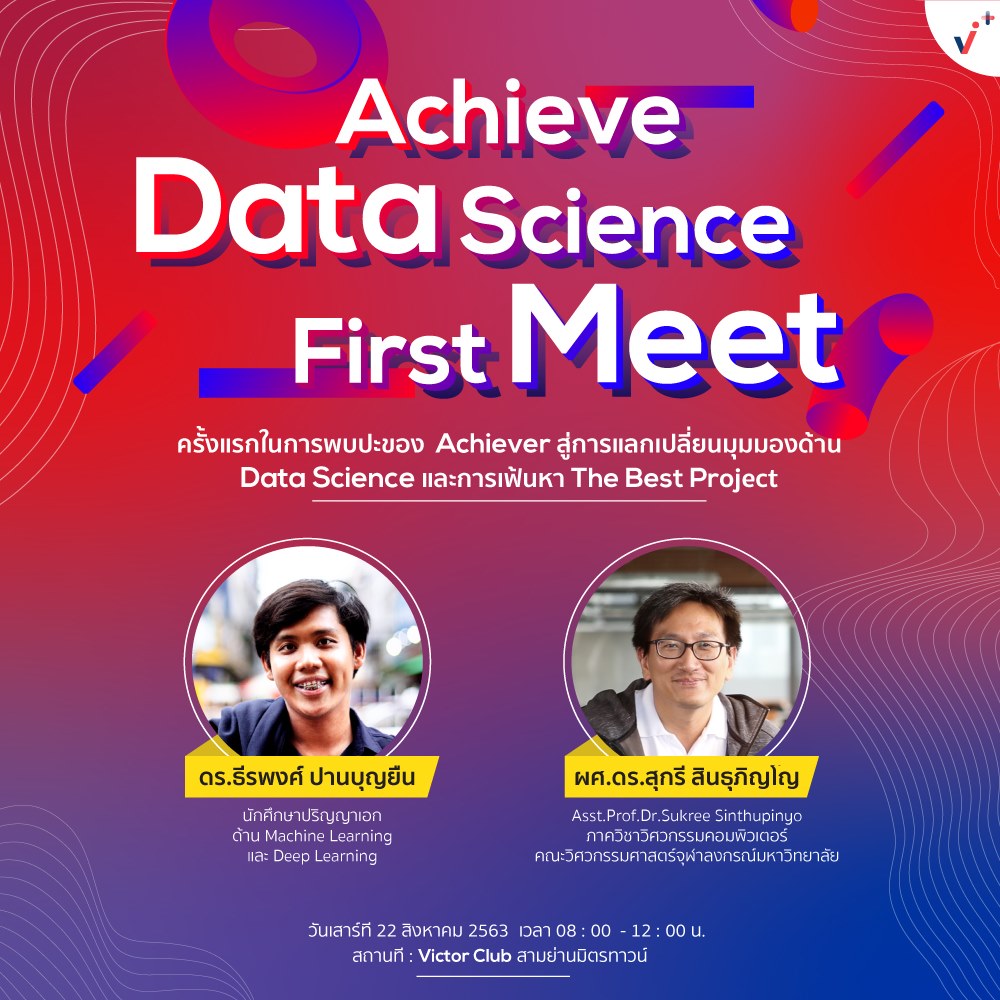 Achieve
Data Science
First Meet
ครั้งแรกในการพบปะของ Achiever สู่การแลกเปลี่ยนมุมมองด้าน
Data Science และการเฟ้นหา The Best Project
ดร.ธีรพงศ์ ปานบุญยืน
นักศึกษาปริญญาเอก
ด้าน Machine Learning
และ Deep Learning
ผศ.ดร.สุกรี สินธุภิญโญ
Asst.Prof.Dr.Sukree Sinthupinyo
ภาควิชาวิศวกรรมคอมพิวเตอร์
คณะวิศวกรรมศาสตร์จุฬาลงกรณ์มหาวิทยาลัย
วันเสาร์ที่ 22 สิงหาคม 2563 เวลา 08 : 00 - 12 : 00 น.
สถานที่ : Victor Club สามย่านมิตรทาวน์